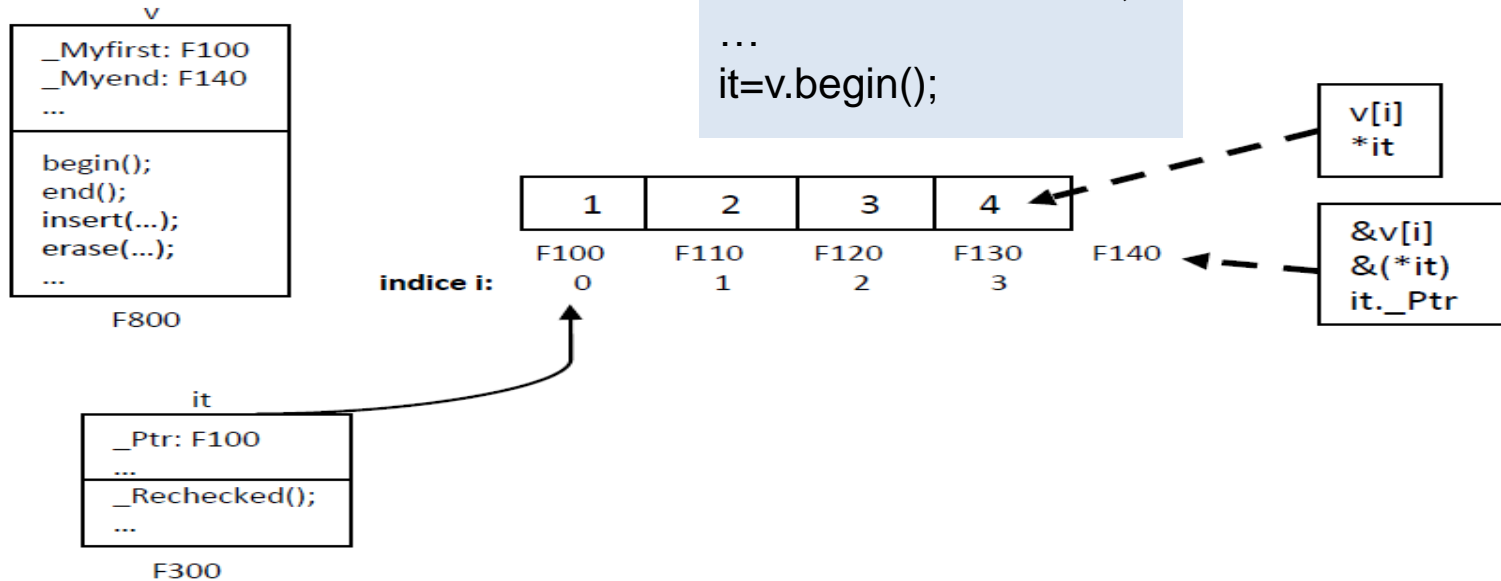 v
_Myfirst: F100
_Myend: F140
...
begin();
end();
insert(...);
erase(...);
...
F800
…
it=v.begin();
v[i]
*it
1 2 3 4
F100 F110 F120 F130 F140
indice i: 0 1 2 3
&v[i]
&(*it)
it._Ptr
it
_Ptr: F100
...
_Rechecked();
...
F300